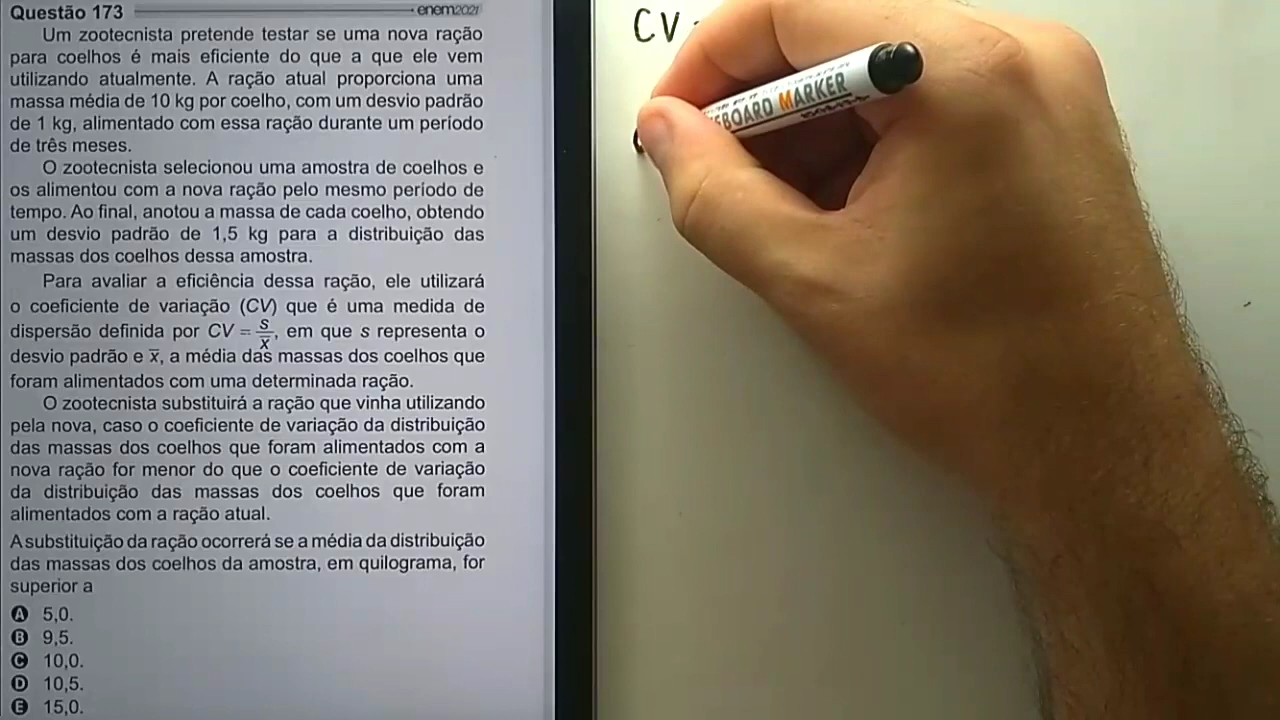 Questão 173
enem2021
Um zootecnista pretende testar se uma nova ração
para coelhos é mais eficiente do que a que ele vem
utilizando atualmente. A ração atual proporciona uma
massa média de 10 kg por coelho, com um desvio padrão
de 1 kg, alimentado com essa ração durante um período
de três meses.
O zootecnista selecionou uma amostra de coelhos e
os alimentou com a nova ração pelo mesmo período de
tempo. Ao final, anotou a massa de cada coelho, obtendo
um desvio padrão de 1,5 kg para a distribuição das
massas dos coelhos dessa amostra.
Para avaliar a eficiência dessa ração, ele utilizará
o coeficiente de variação (CV) que é uma medida de
dispersão definida por CV = s/x̄, em que s representa o
desvio padrão e x̄, a média das massas dos coelhos que
foram alimentados com uma determinada ração.
O zootecnista substituirá a ração que vinha utilizando
pela nova, caso o coeficiente de variação da distribuição
das massas dos coelhos que foram alimentados com a
nova ração for menor do que o coeficiente de variação
da distribuição das massas dos coelhos que foram
alimentados com a ração atual.
A substituição da ração ocorrerá se a média da distribuição
das massas dos coelhos da amostra, em quilograma, for
superior a
A 5,0.
B 9,5.
C 10,0.
D 10,5.
E 15,0.
CV
MARKER